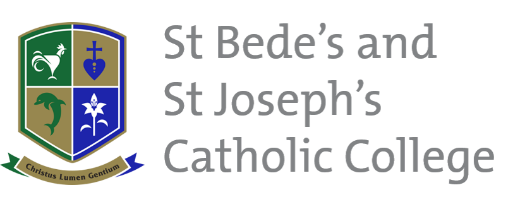 St Bede's and
St Joseph's
Catholic College
Christus Lumen Gentium